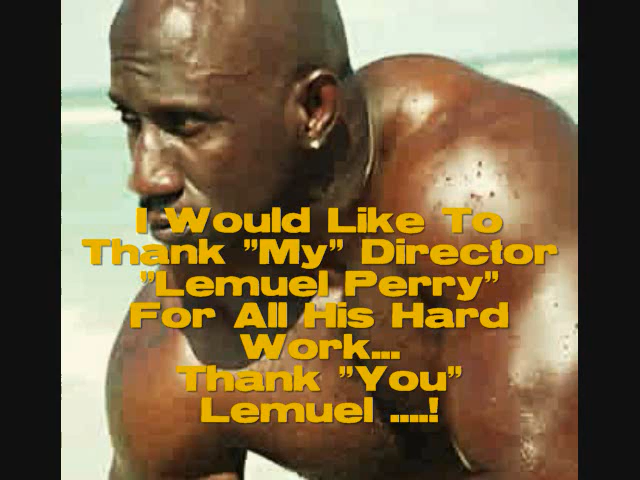 I Would Like To
Thank "My" Director
"Lemuel Perry"
For All His Hard
Work...
Thank "You"
Lemuel ....!